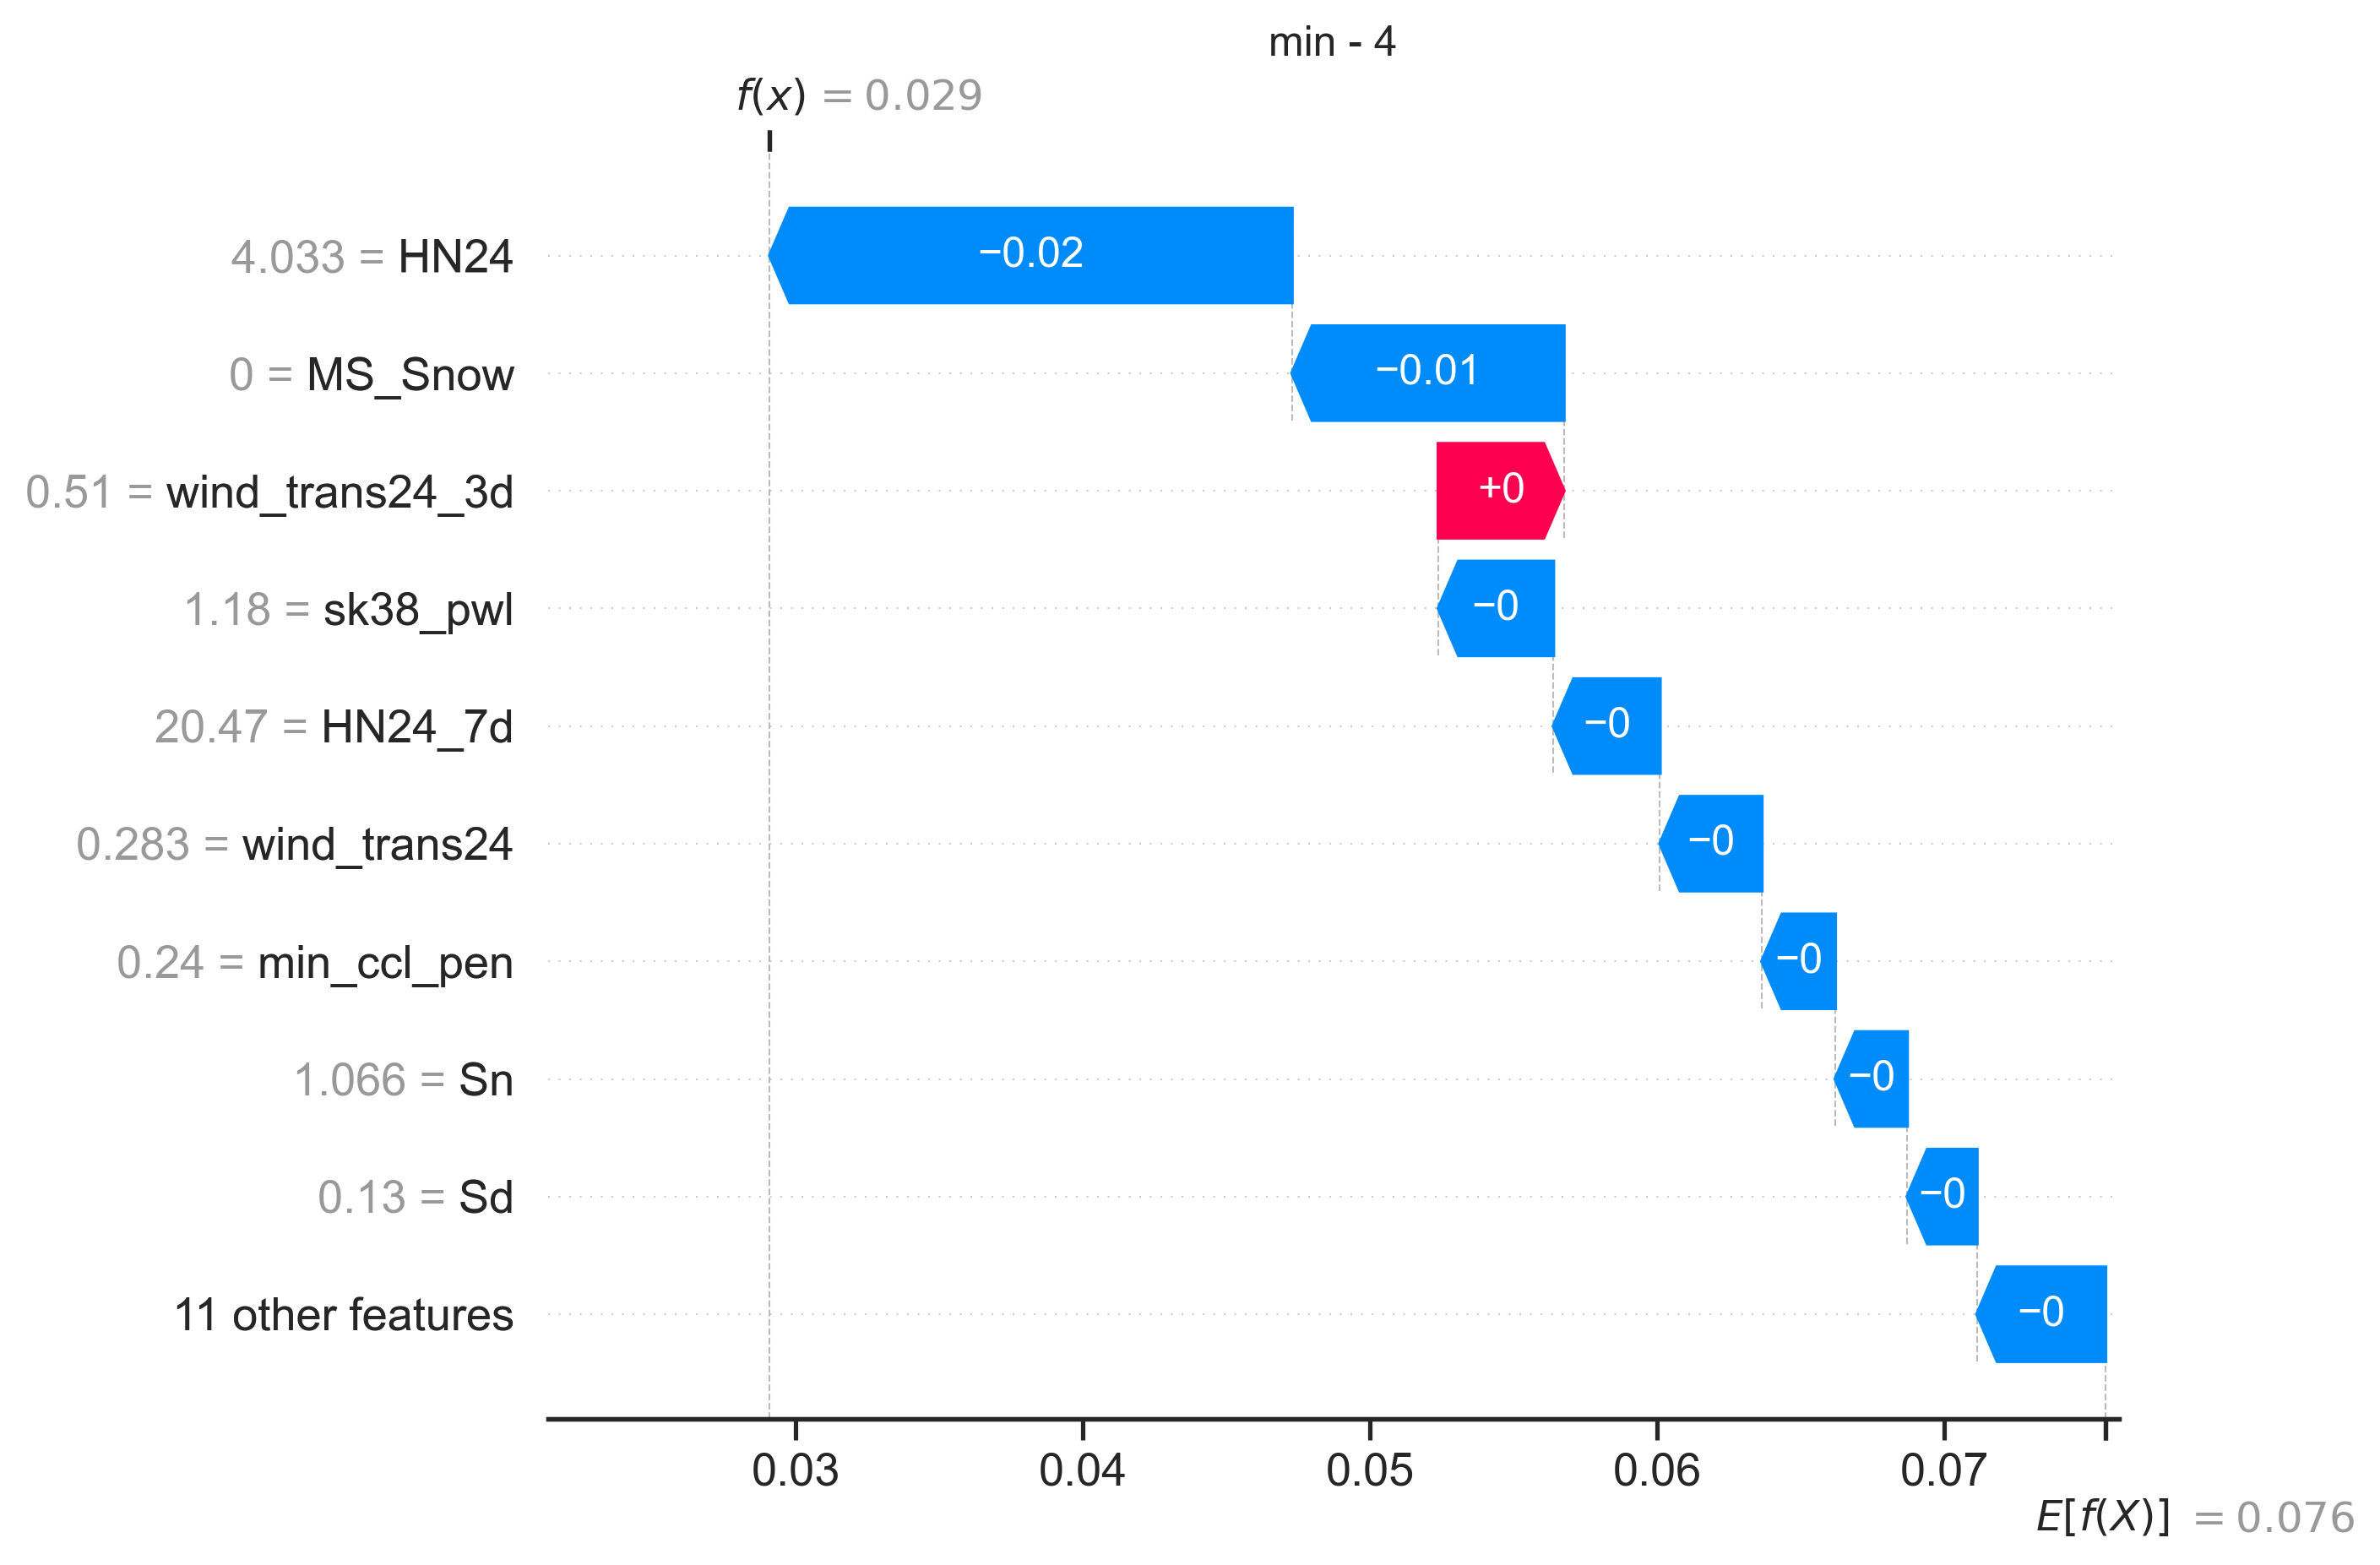 min - 4
f(x) = 0.029
4.033 = HN24
−0.02
0 = MS_Snow
−0.01
0.51 = wind_trans24_3d
+0
1.18 = sk38_pwl
−0
20.47 = HN24_7d
−0
0.283 = wind_trans24
−0
0.24 = min_ccl_pen
−0
1.066 = Sn
−0
0.13 = Sd
−0
11 other features
−0
0.03 0.04 0.05 0.06 0.07
E[f(X)] = 0.076